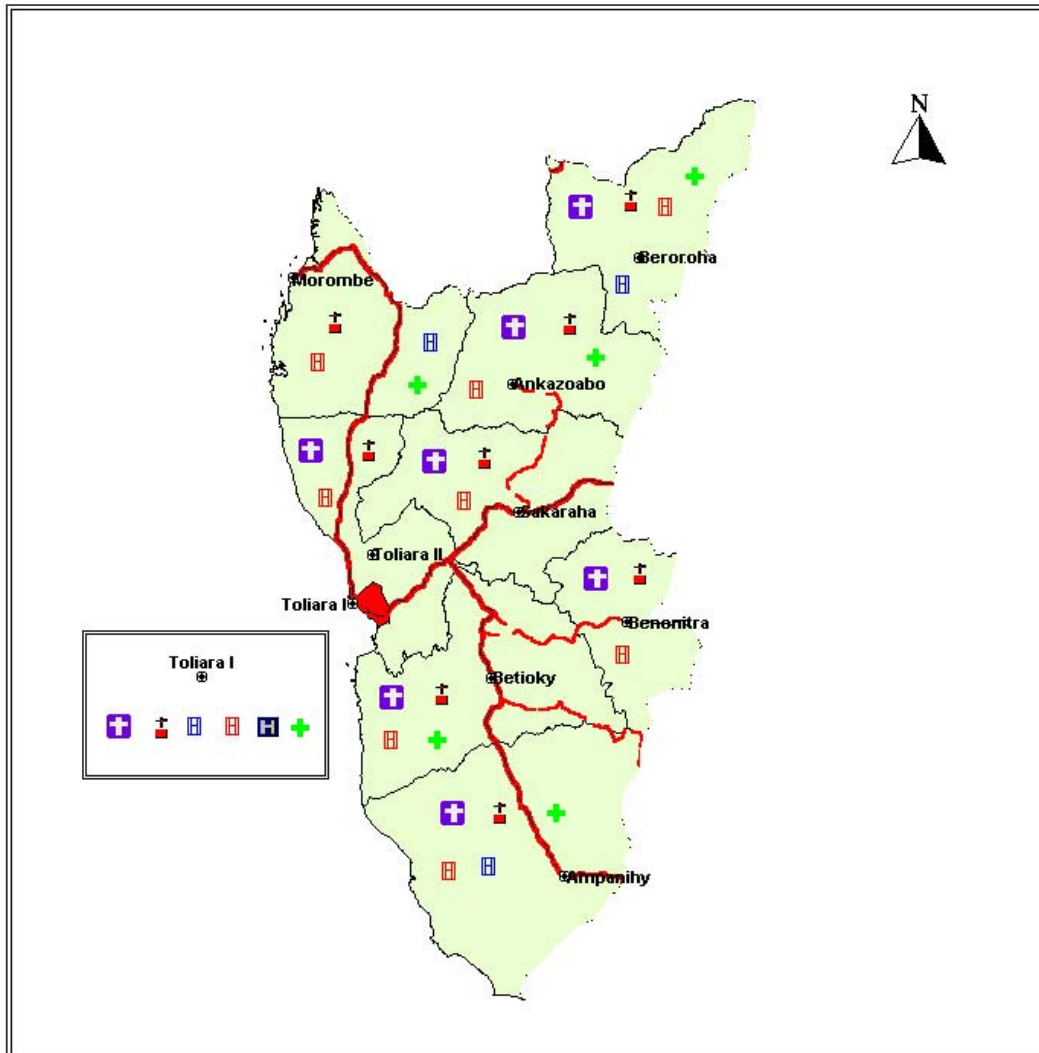 N
Beroroha
Morombe
Ankazoabo
Sakaraha
Toliara II
Toliara I
Benenitra
Toliara I
Betioky
Ampanihy